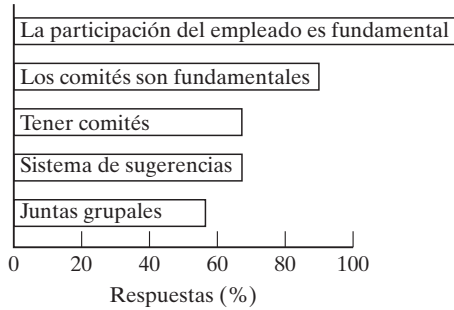 La participación del empleado es fundamental
Los comités son fundamentales
Tener comités
Sistema de sugerencias
Juntas grupales
0 20 40 60 80 100
Respuestas (%)